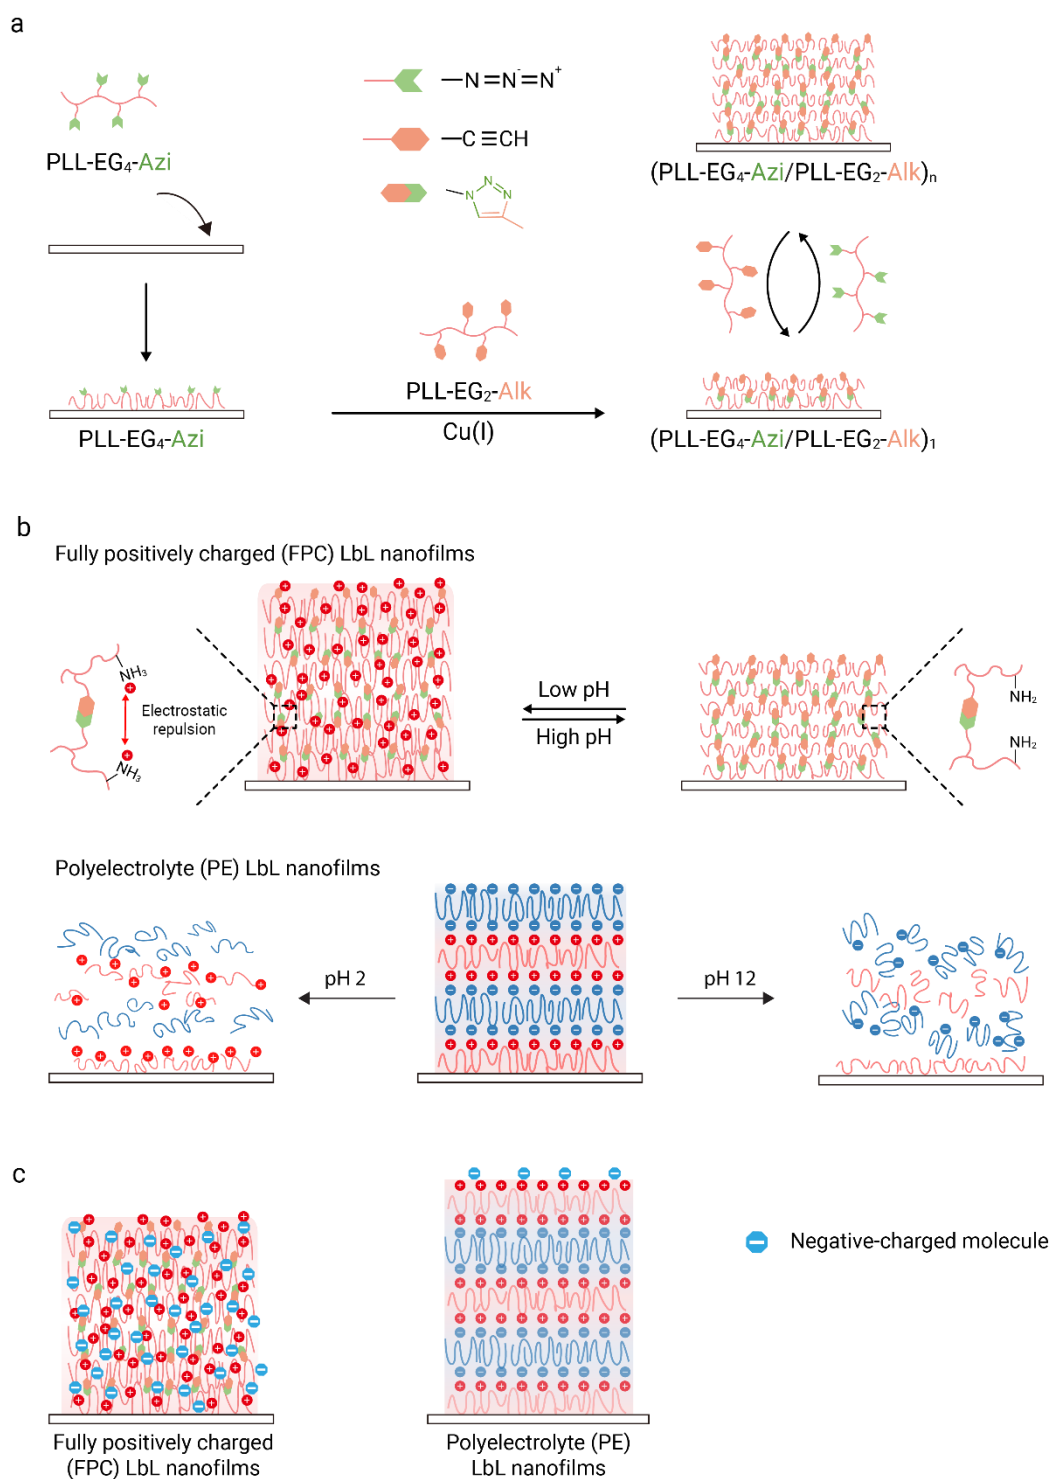 a
PLL-EG₄-Azi
—N=N⁻=N⁺
—C≡CH
N N N
PLL-EG₂-Alk
Cu(I)
PLL-EG₄-Azi
(PLL-EG₄-Azi/PLL-EG₂-Alk)ₙ
(PLL-EG₄-Azi/PLL-EG₂-Alk)₁
b
Fully positively charged (FPC) LbL nanofilms
NH₃
+
Electrostatic
repulsion
+
NH₃
Low pH
High pH
NH₂
NH₂
Polyelectrolyte (PE) LbL nanofilms
pH 2
pH 12
c
Negative-charged molecule
Fully positively charged
(FPC) LbL nanofilms
Polyelectrolyte (PE)
LbL nanofilms